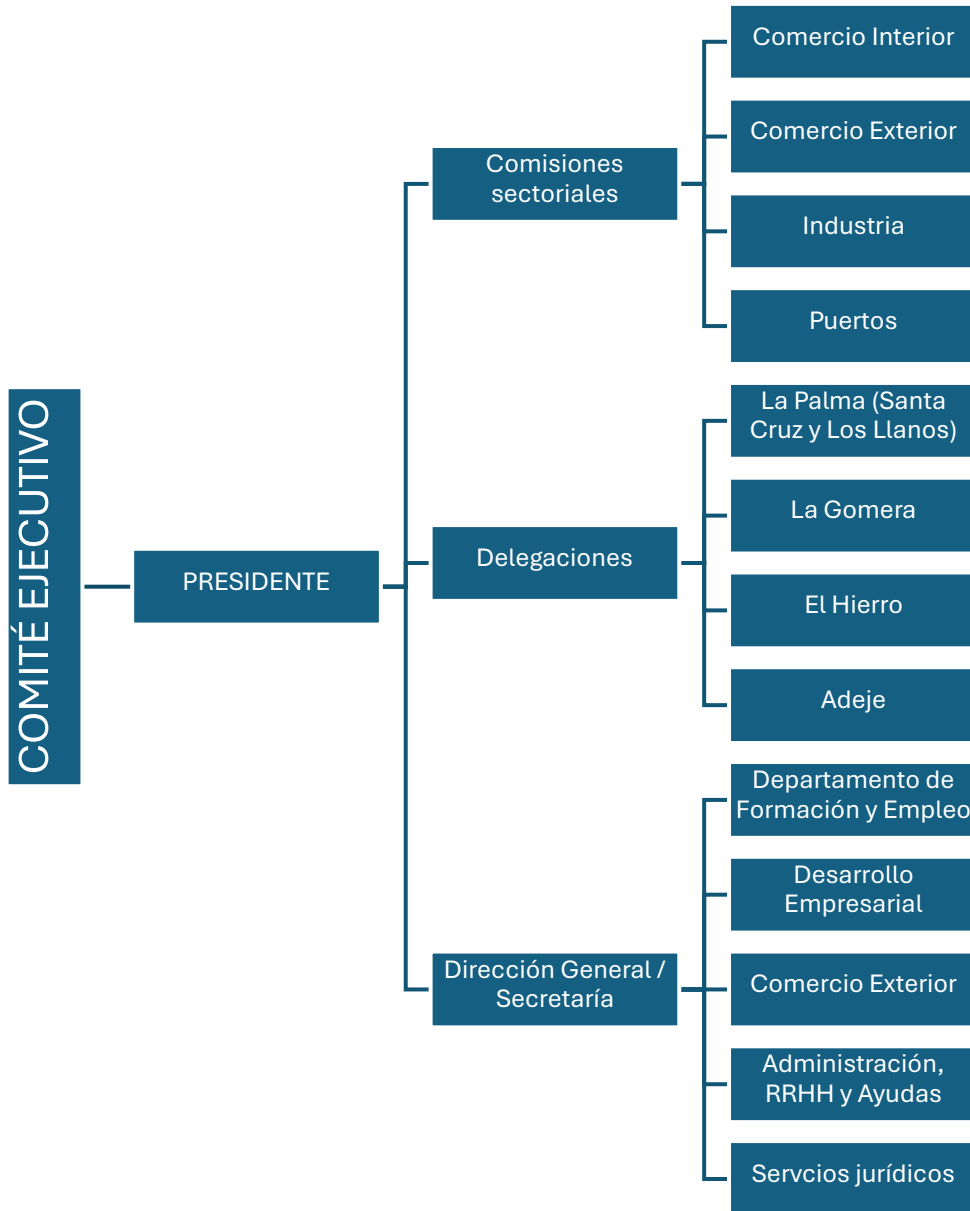 COMITÉ EJECUTIVO
PRESIDENTE
Comisiones
sectoriales
Comercio Interior
Comercio Exterior
Industria
Puertos
Delegaciones
La Palma (Santa
Cruz y Los Llanos)
La Gomera
El Hierro
Adeje
Dirección General /
Secretaría
Departamento de
Formación y Empleo
Desarrollo
Empresarial
Comercio Exterior
Administración,
RRHH y Ayudas
Servcios jurídicos